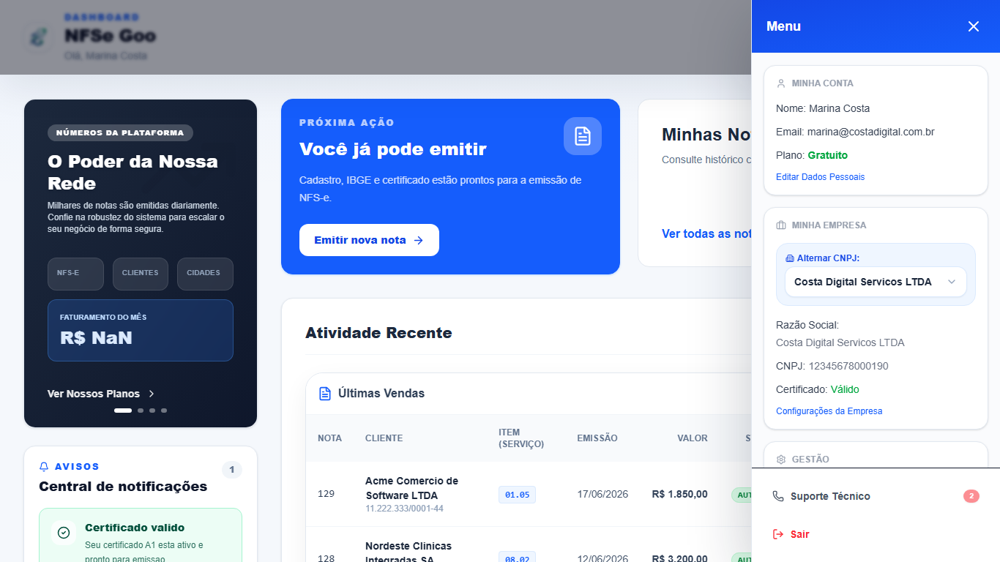 DASHBOARD
NFSe Goo
Olá, Marina Costa
NÚMEROS DA PLATAFORMA
O Poder da Nossa
Rede
Milhares de notas são emitidas diariamente.
Confie na robustez do sistema para escalar o
seu negócio de forma segura.
NFS-E
CLIENTES
CIDADES
FATURAMENTO DO MÊS
R$ NaN
Ver Nossos Planos
AVISOS
1
Central de notificações
Certificado valido
Seu certificado A1 esta ativo e
pronto para emissao
PRÓXIMA AÇÃO
Você já pode emitir
Cadastro, IBGE e certificado estão prontos para a emissão de
NFS-e.
Emitir nova nota
Minhas No
Consulte histórico c
Ver todas as not
Atividade Recente
Últimas Vendas
NOTA CLIENTE ITEM (SERVIÇO) EMISSÃO VALOR S
129 Acme Comercio de Software LTDA 01.05 17/06/2026 R$ 1.850,00 AUT
11.222.333/0001-44
128 Nordeste Clinicas Integradas SA 08.02 12/06/2026 R$ 3.200,00 AUT
Menu
MINHA CONTA
Nome: Marina Costa
Email: marina@costadigital.com.br
Plano: Gratuito
Editar Dados Pessoais
MINHA EMPRESA
Alternar CNPJ:
Costa Digital Servicos LTDA
Razão Social:
Costa Digital Servicos LTDA
CNPJ: 12345678000190
Certificado: Válido
Configurações da Empresa
GESTÃO
Suporte Técnico
2
Sair